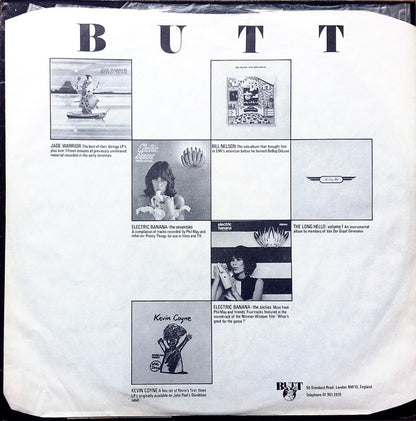 BUTT
JADE WARRIOR The best of their Vertigo LP's
plus over fifteen minutes of previously unreleased
material recorded in the early seventies.
BILL NELSON The solo album that brought him
to EMI's attention before he formed BeBop Deluxe
Electric
Banana
ELECTRIC BANANA - the seventies
A compilation of tracks recorded by Phil May and
other ex-Pretty Things for use in films and TV.
THE LONG HELLO - volume 1 An instrumental
album by members of Van Der Graaf Generator.
electric
banana
ELECTRIC BANANA - the sixties More from
Phil May and friends. Five tracks featured in the
soundtrack of the Norman Wisdom film 'What's
good for the goose?'
Kevin Coyne
KEVIN COYNE A box set of Kevin's first three
LP's originally available on John Peel's Dandelion
label.
BUTT
Standard Road, London NW10, England
Telephone 01 961